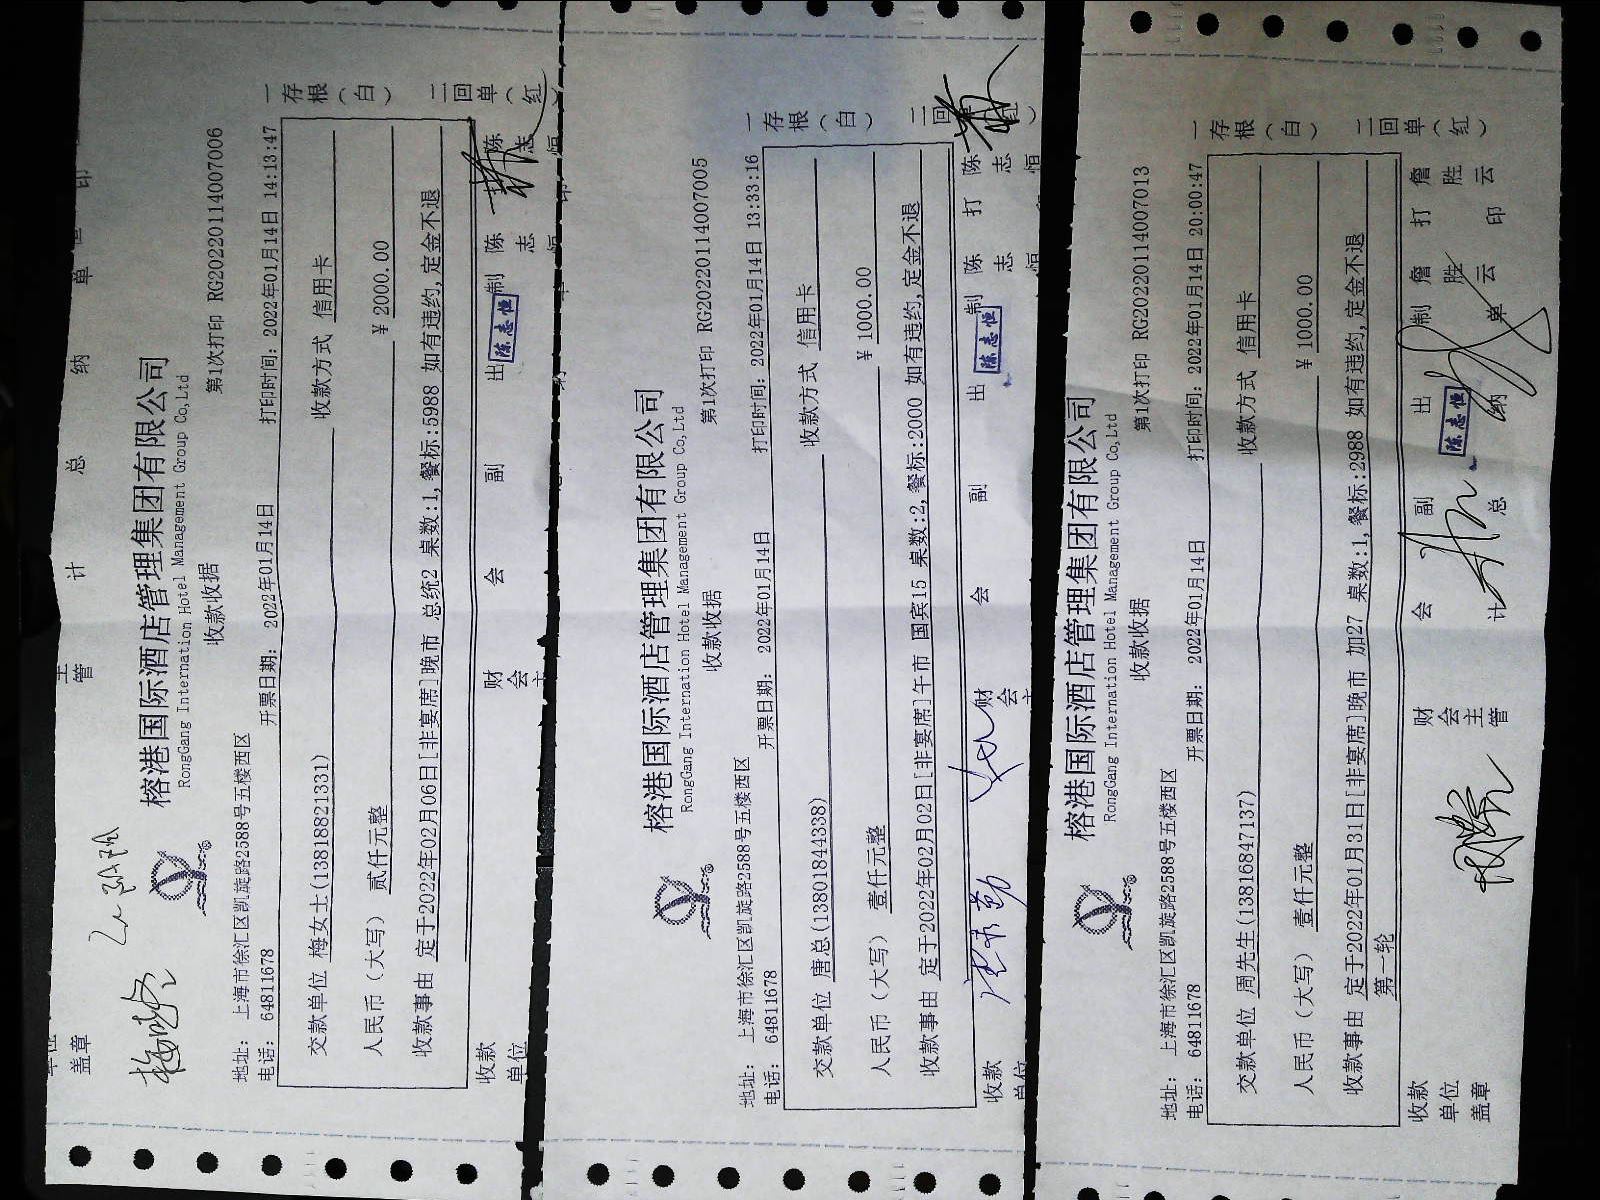 主管 计 总 纳 单
盖章
榕港国际酒店管理集团有限公司
RongGang Internation Hotel Management Group Co,Ltd
收款收据 第1次打印 RG20220114007006
地址: 上海市徐汇区凯旋路2588号五楼西区
电话: 64811678 开票日期: 2022年01月14日 打印时间: 2022年01月14日 14:13:47
交款单位 梅女士(13818821331) 收款方式 信用卡
人民币(大写) 贰仟元整 ¥ 2000.00
收款事由 定于2022年02月06日[非宴席]晚市 总统2 桌数:1,餐标:5988 如有违约,定金不退
一存根(白) 二回单(红)
收款单位 财会主 会 副 出 制 陈志恒 陈志恒
陈志恒
榕港国际酒店管理集团有限公司
RongGang Internation Hotel Management Group Co,Ltd
收款收据 第1次打印 RG20220114007005
地址: 上海市徐汇区凯旋路2588号五楼西区
电话: 64811678 开票日期: 2022年01月14日 打印时间: 2022年01月14日 13:33:16
交款单位 唐总(13801844338) 收款方式 信用卡
人民币(大写) 壹仟元整 ¥ 1000.00
收款事由 定于2022年02月02日[非宴席]午市 国宾15 桌数:2,餐标:2000 如有违约,定金不退
一存根(白) 二回单(红)
收款单位 财会主 会 副 出 制 陈志恒 打 陈志恒
陈志恒
榕港国际酒店管理集团有限公司
RongGang Internation Hotel Management Group Co,Ltd
收款收据 第1次打印 RG20220114007013
地址: 上海市徐汇区凯旋路2588号五楼西区
电话: 64811678 开票日期: 2022年01月14日 打印时间: 2022年01月14日 20:00:47
交款单位 周先生(13816847137) 收款方式 信用卡
人民币(大写) 壹仟元整 ¥ 1000.00
收款事由 定于2022年01月31日[非宴席]晚市 加27 桌数:1,餐标:2988 如有违约,定金不退
第一轮
一存根(白) 二回单(红)
收款单位盖章 财会主管 会计 副总 出纳 制单 詹胜云 打印 詹胜云
陈志恒